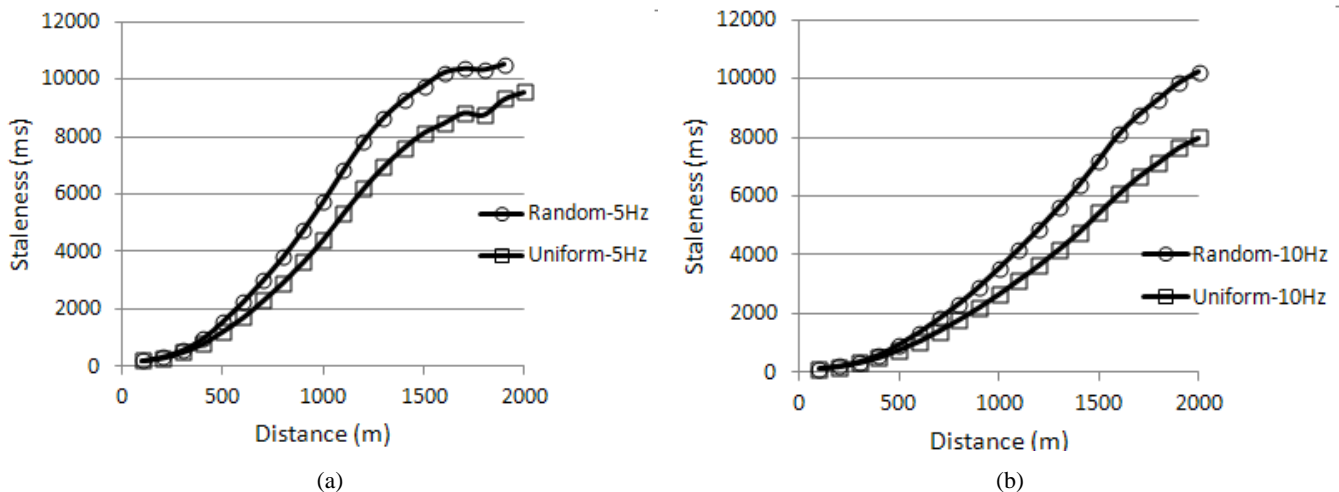 12000
10000
8000
6000
4000
2000
0
Staleness (ms)
Random-5Hz
Uniform-5Hz
0 500 1000 1500 2000
Distance (m)
(a)
12000
10000
8000
6000
4000
2000
0
Staleness (ms)
Random-10Hz
Uniform-10Hz
0 500 1000 1500 2000
Distance (m)
(b)